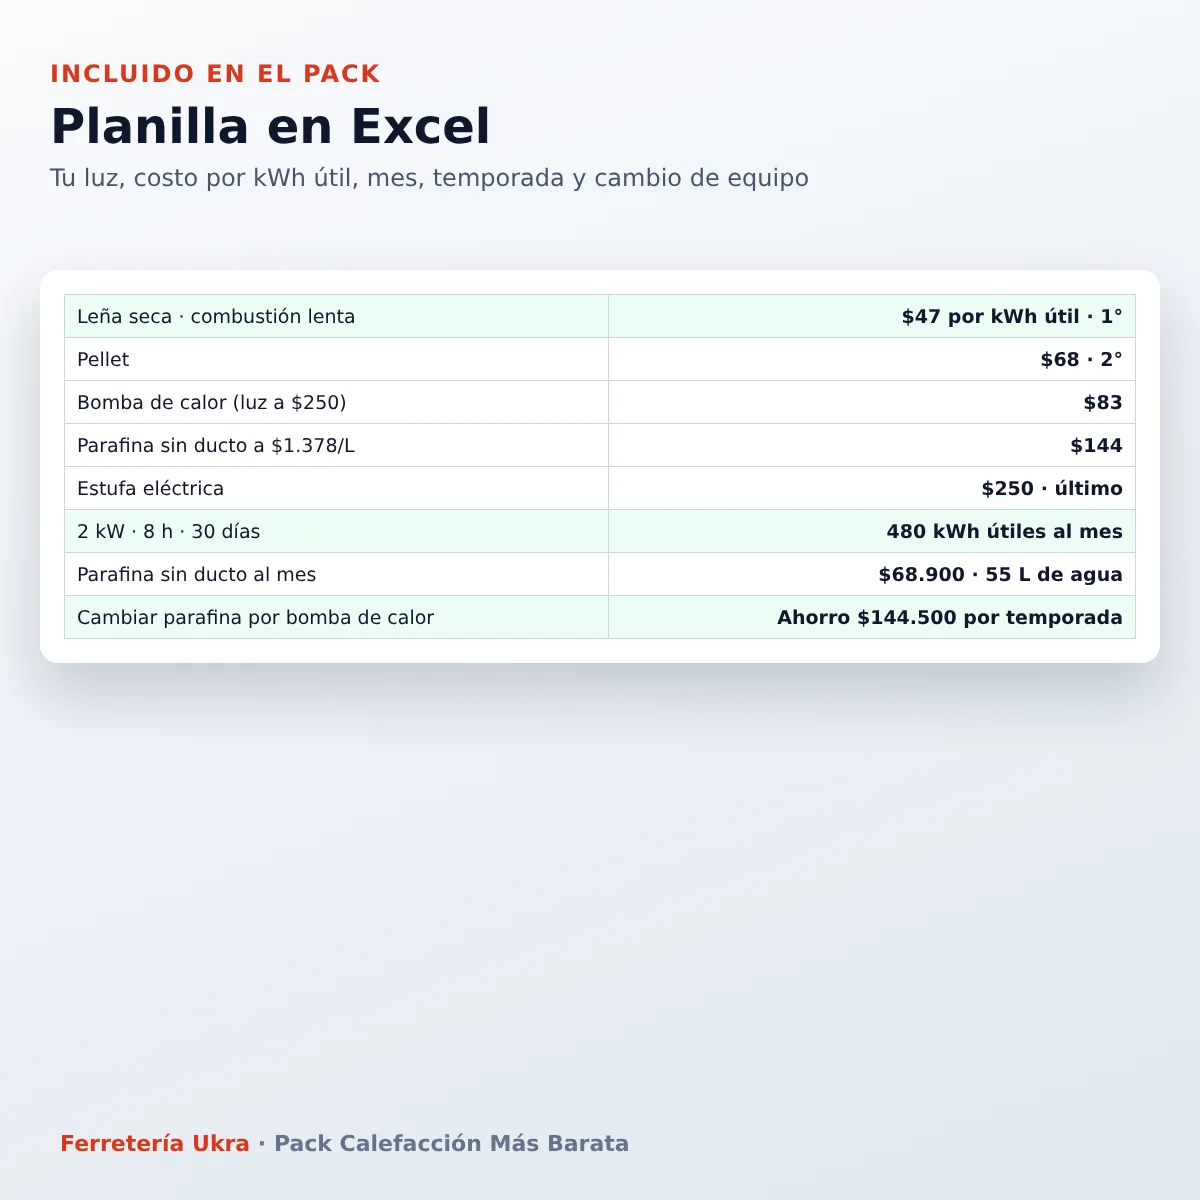 INCLUIDO EN EL PACK
Planilla en Excel
Tu luz, costo por kWh útil, mes, temporada y cambio de equipo
Leña seca · combustión lenta $47 por kWh útil · 1°
Pellet $68 · 2°
Bomba de calor (luz a $250) $83
Parafina sin ducto a $1.378/L $144
Estufa eléctrica $250 · último
2 kW · 8 h · 30 días 480 kWh útiles al mes
Parafina sin ducto al mes $68.900 · 55 L de agua
Cambiar parafina por bomba de calor Ahorro $144.500 por temporada
Ferretería Ukra · Pack Calefacción Más Barata